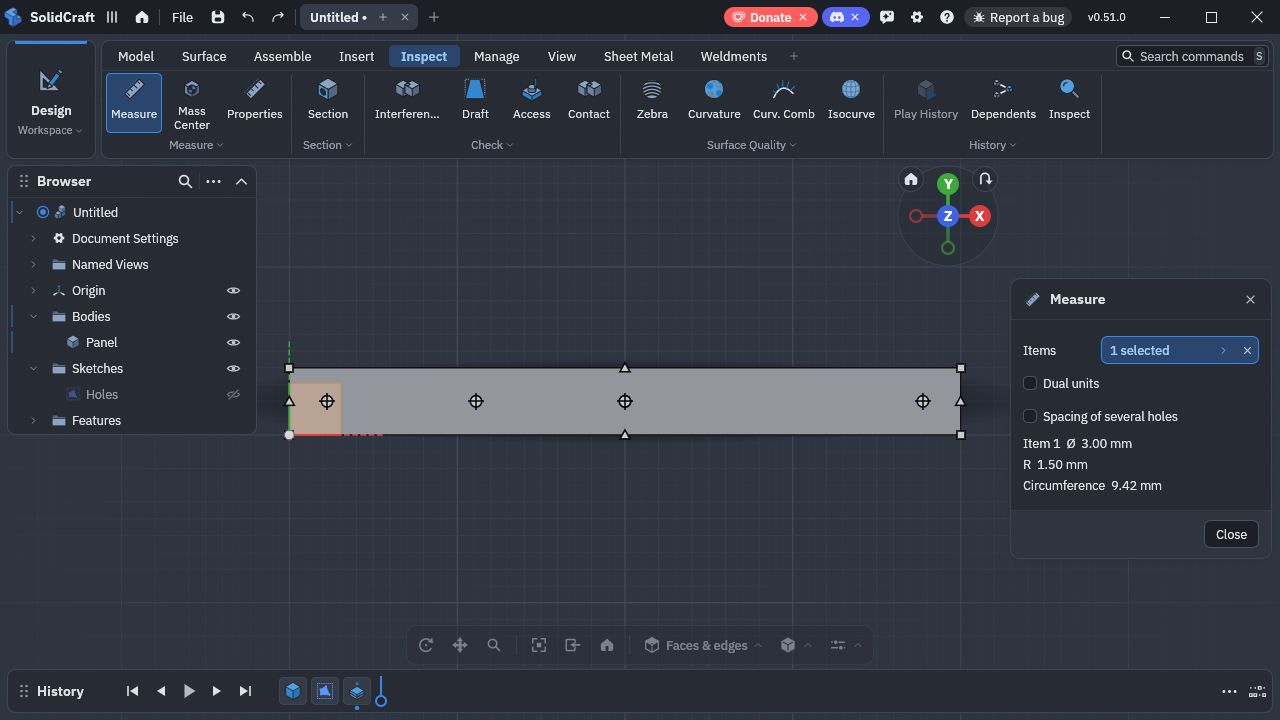 SolidCraft
File
Untitled •
Donate
Report a bug
v0.51.0
Design
Workspace
Model
Surface
Assemble
Insert
Inspect
Manage
View
Sheet Metal
Weldments
Search commands
S
Measure
Mass Center
Properties
Section
Interferen...
Draft
Access
Contact
Zebra
Curvature
Curv. Comb
Isocurve
Play History
Dependents
Inspect
Measure
Section
Check
Surface Quality
History
Browser
Untitled
Document Settings
Named Views
Origin
Bodies
Panel
Sketches
Holes
Features
Y
Z
X
Measure
Items
1 selected
Dual units
Spacing of several holes
Item 1 Ø 3.00 mm
R 1.50 mm
Circumference 9.42 mm
Close
Faces & edges
History